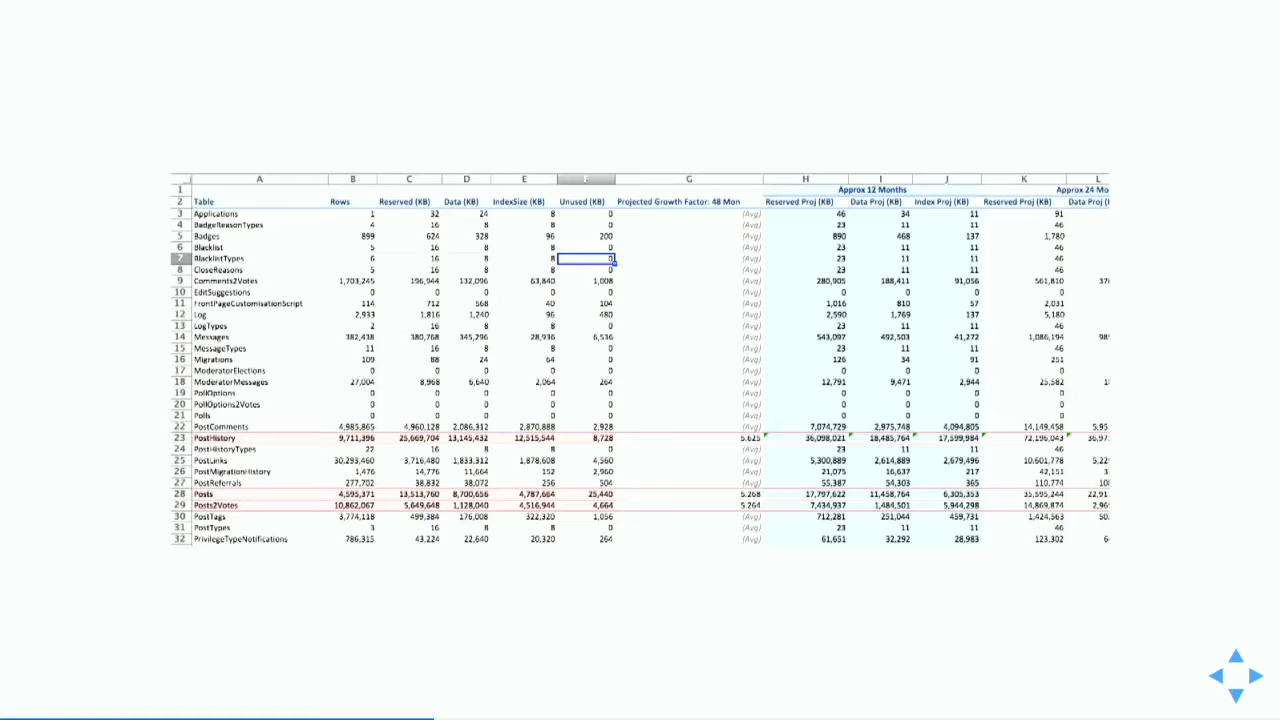 A B C D E F G H I J K L
1 Approx 12 Months Approx 24 Mo
2 Table Rows Reserved (KB) Data (KB) IndexSize (KB) Unused (KB) Projected Growth Factor: 48 Mon Reserved Proj (KB) Data Proj (KB) Index Proj (KB) Reserved Proj (KB) Data Proj (
3 Applications 1 32 24 8 0 (Avg) 46 34 11 91
4 BadgeReasonTypes 4 16 8 8 0 (Avg) 23 11 11 46
5 Badges 899 624 328 96 200 (Avg) 890 468 137 1,780
6 Blacklist 5 16 8 8 0 (Avg) 23 11 11 46
7 BlacklistTypes 6 16 8 8 0 (Avg) 23 11 11 46
8 CloseReasons 5 16 8 8 0 (Avg) 23 11 11 46
9 Comments2Votes 1,703,245 196,944 132,096 63,840 1,008 (Avg) 280,905 188,411 91,056 561,810
10 EditSuggestions 0 0 0 0 0 (Avg) 0 0 0 0
11 FrontPageCustomisationScript 114 712 568 40 104 (Avg) 1,016 810 57 2,031
12 Log 2,933 1,816 1,240 96 480 (Avg) 2,590 1,769 137 5,180
13 LogTypes 2 16 8 8 0 (Avg) 23 11 11 46
14 Messages 382,438 380,768 345,296 28,936 6,536 (Avg) 543,097 492,503 41,272 1,086,194
15 MessageTypes 11 16 8 8 0 (Avg) 23 11 11 46
16 Migrations 109 88 24 64 0 (Avg) 126 34 91 251
17 ModeratorElections 0 0 0 0 0 (Avg) 0 0 0 0
18 ModeratorMessages 27,004 8,968 6,640 2,064 264 (Avg) 12,791 9,471 2,944 25,582
19 PollOptions 0 0 0 0 0 (Avg) 0 0 0 0
20 PollOptions2Votes 0 0 0 0 0 (Avg) 0 0 0 0
21 Polls 0 0 0 0 0 (Avg) 0 0 0 0
22 PostComments 4,985,865 4,960,128 2,086,312 2,870,888 2,928 (Avg) 7,074,729 2,975,748 4,094,805 14,149,458 5,95
23 PostHistory 9,711,396 25,669,704 13,145,432 12,515,544 8,728 5.625 36,098,021 18,485,764 17,599,984 72,196,043 36,97
24 PostHistoryTypes 22 16 8 8 0 (Avg) 23 11 11 46
25 PostLinks 30,293,460 3,716,480 1,833,312 1,878,608 4,560 (Avg) 5,300,889 2,614,889 2,679,496 10,601,778 5,22
26 PostMigrationHistory 1,476 14,776 11,664 152 2,960 (Avg) 21,075 16,637 217 42,151
27 PostReferrals 277,702 38,832 38,072 256 504 (Avg) 55,387 54,303 365 110,774
28 Posts 4,595,371 13,513,760 8,700,656 4,787,664 25,440 5.268 17,797,622 11,458,764 6,305,353 35,595,244 22,91
29 Posts2Votes 10,862,067 5,649,648 1,128,040 4,516,944 4,664 5.264 7,434,937 1,484,501 5,944,298 14,869,874 2,96
30 PostTags 3,774,118 499,384 176,008 322,320 1,056 (Avg) 712,281 251,044 459,731 1,424,563 50
31 PostTypes 3 16 8 8 0 (Avg) 23 11 11 46
32 PrivilegeTypeNotifications 786,315 43,224 22,640 20,320 264 (Avg) 61,651 32,292 28,983 123,302 6